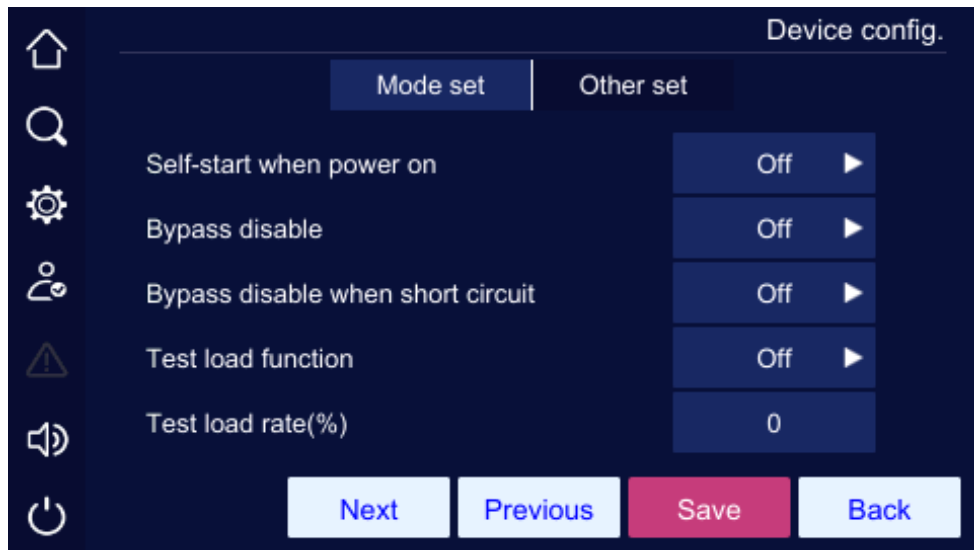 Device config.
Mode set Other set
Self-start when power on Off
Bypass disable Off
Bypass disable when short circuit Off
Test load function Off
Test load rate(%) 0
Next Previous Save Back